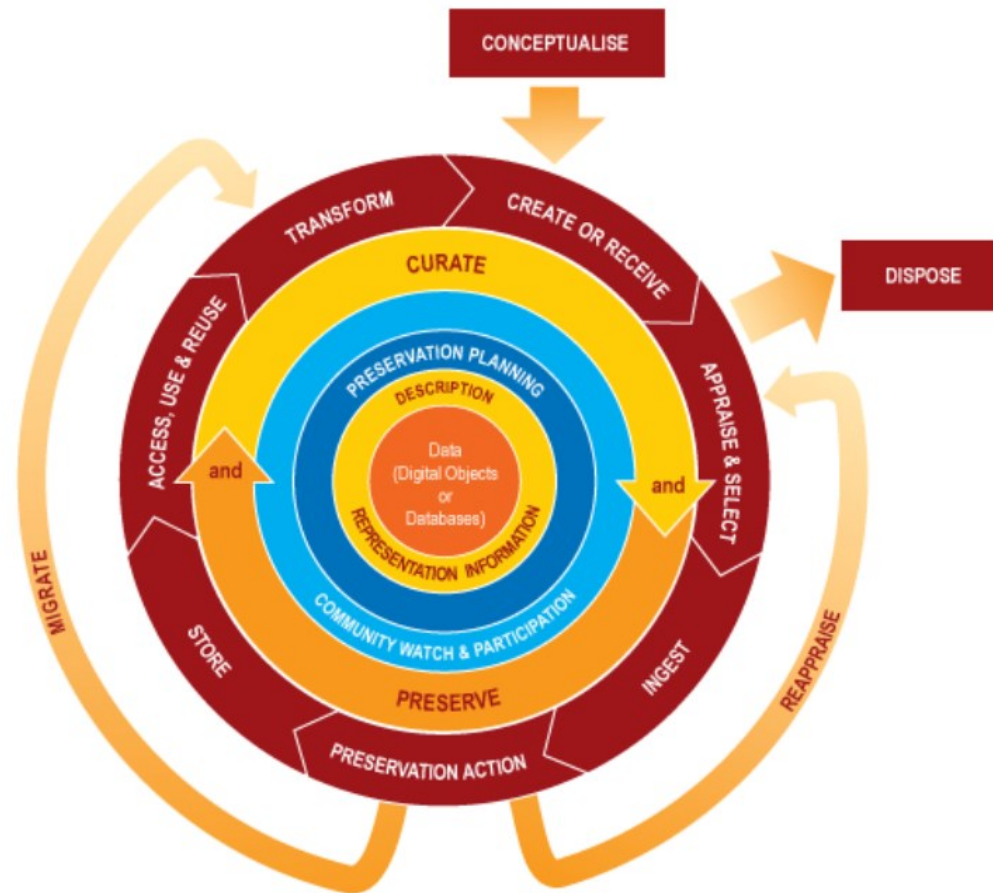 CONCEPTUALISE
TRANSFORM
CREATE OR RECEIVE
DISPOSE
CURATE
ACCESS, USE & REUSE
APPRAISE & SELECT
PRESERVATION PLANNING
DESCRIPTION
and
Data
(Digital Objects
or
Databases)
and
REPRESENTATION INFORMATION
COMMUNITY WATCH & PARTICIPATION
MIGRATE
STORE
INGEST
REAPPRAISE
PRESERVE
PRESERVATION ACTION